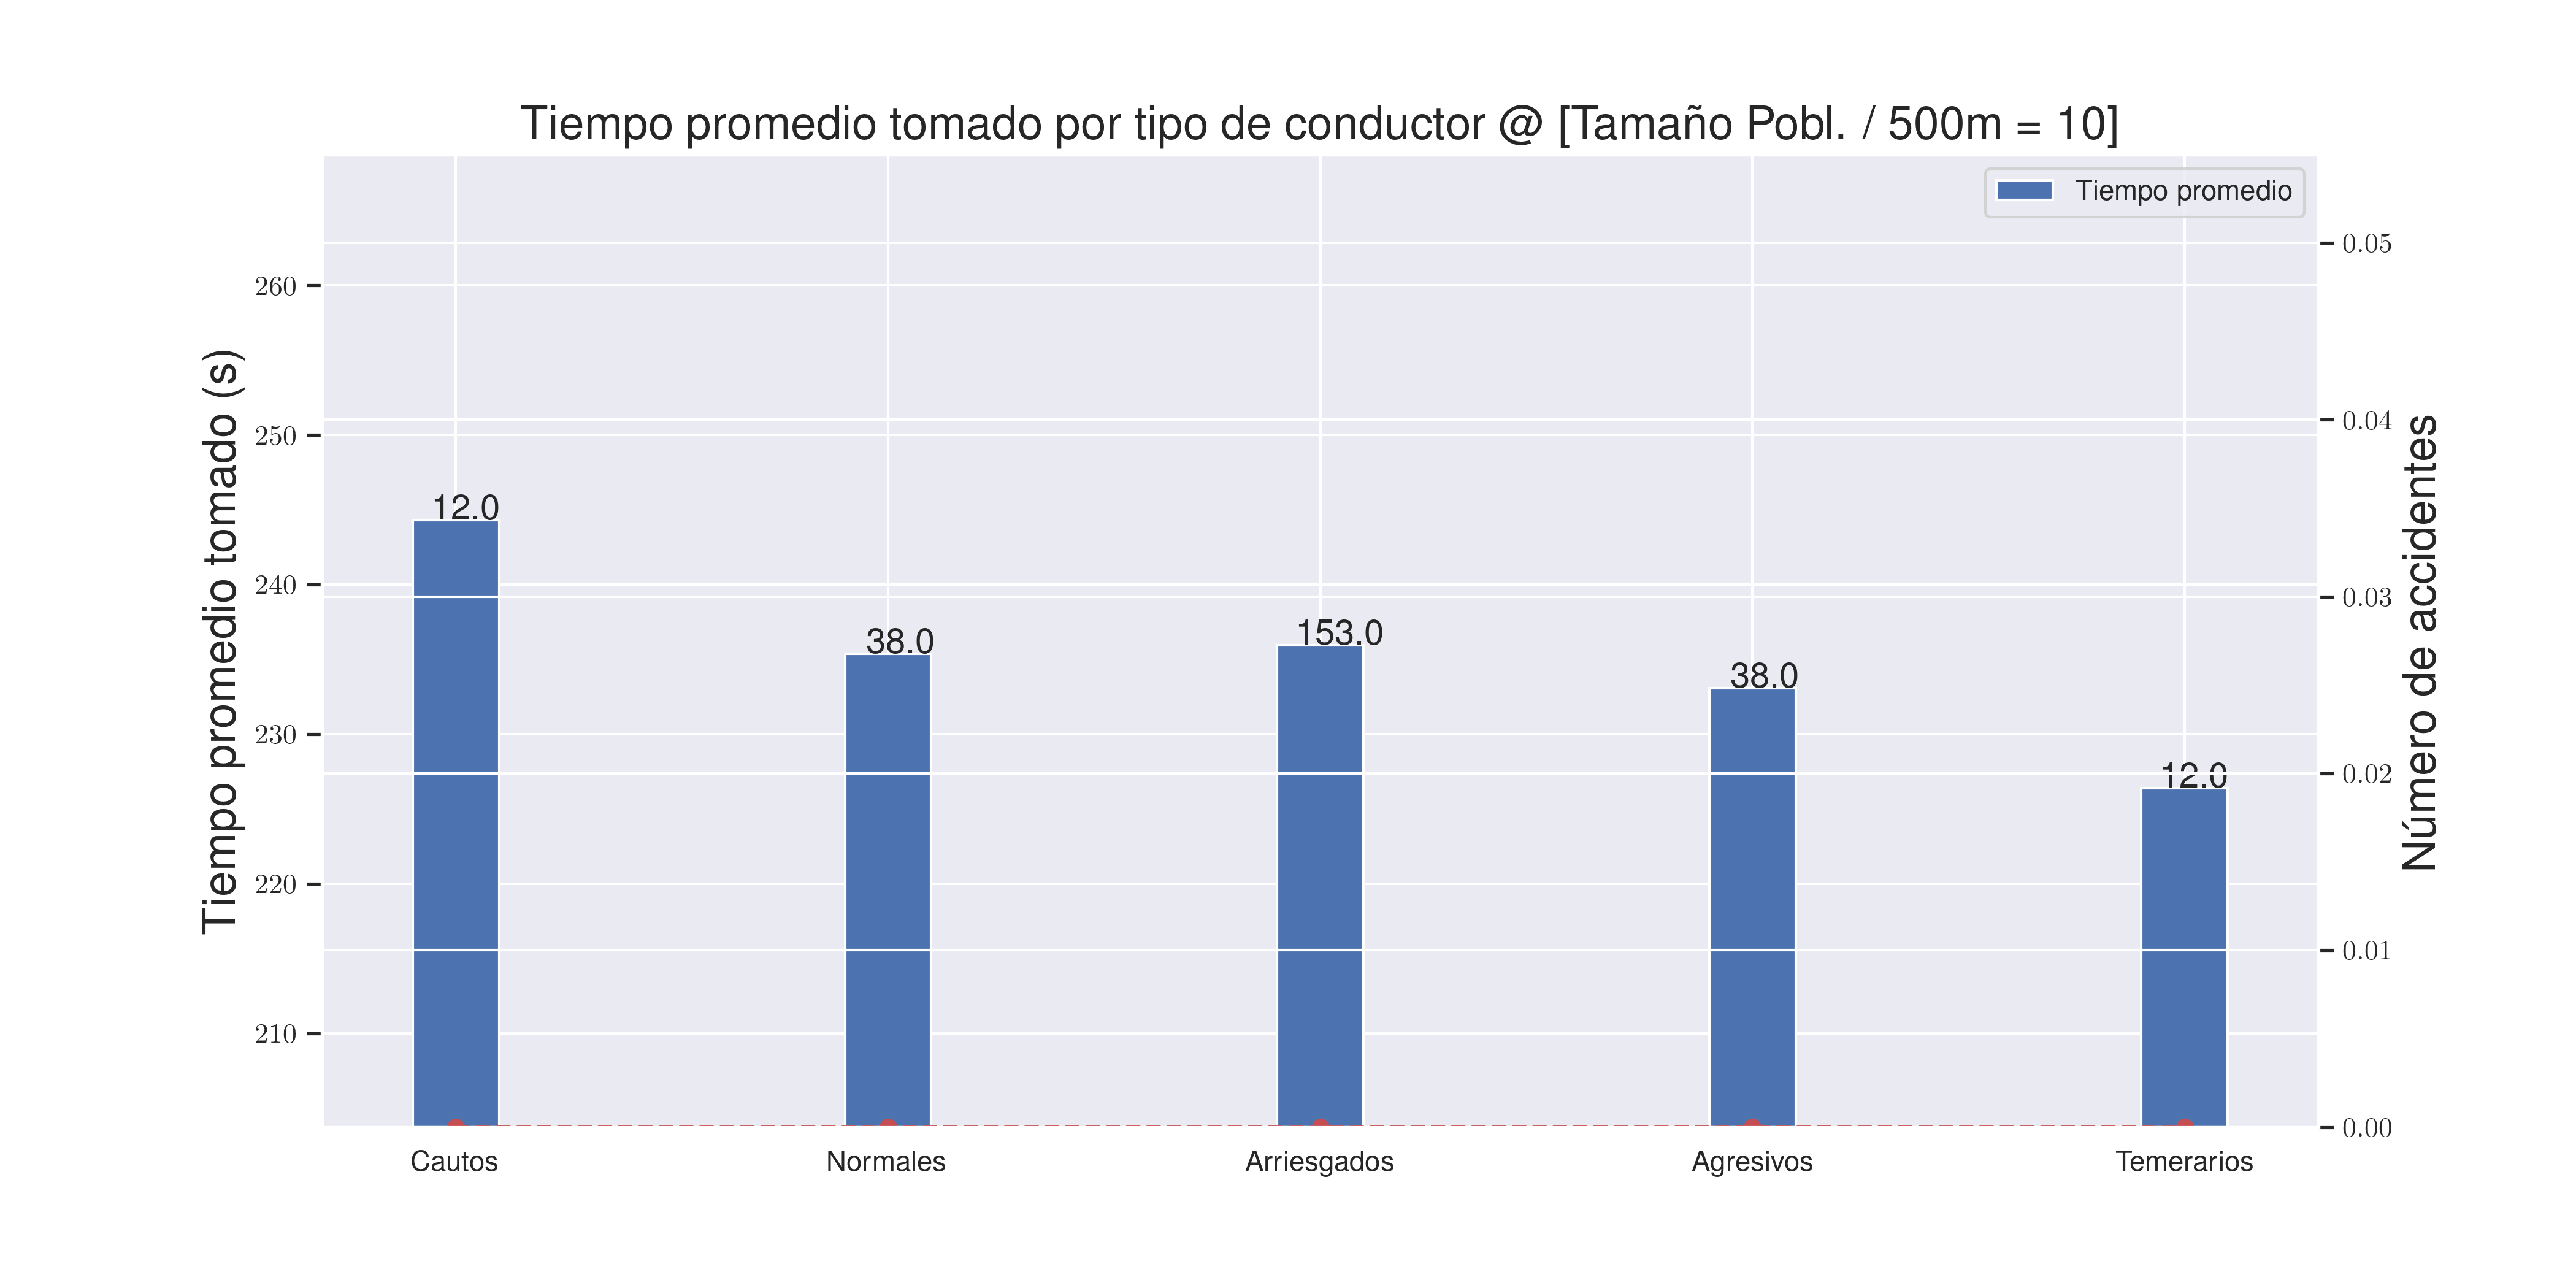 Tiempo promedio tomado por tipo de conductor @ [Tamaño Pobl. / 500m = 10]
Tiempo promedio
Tiempo promedio tomado (s)
260
250
240
230
220
210
12.0
38.0
153.0
38.0
12.0
0.05
0.04
0.03
0.02
0.01
0.00
Número de accidentes
Cautos
Normales
Arriesgados
Agresivos
Temerarios